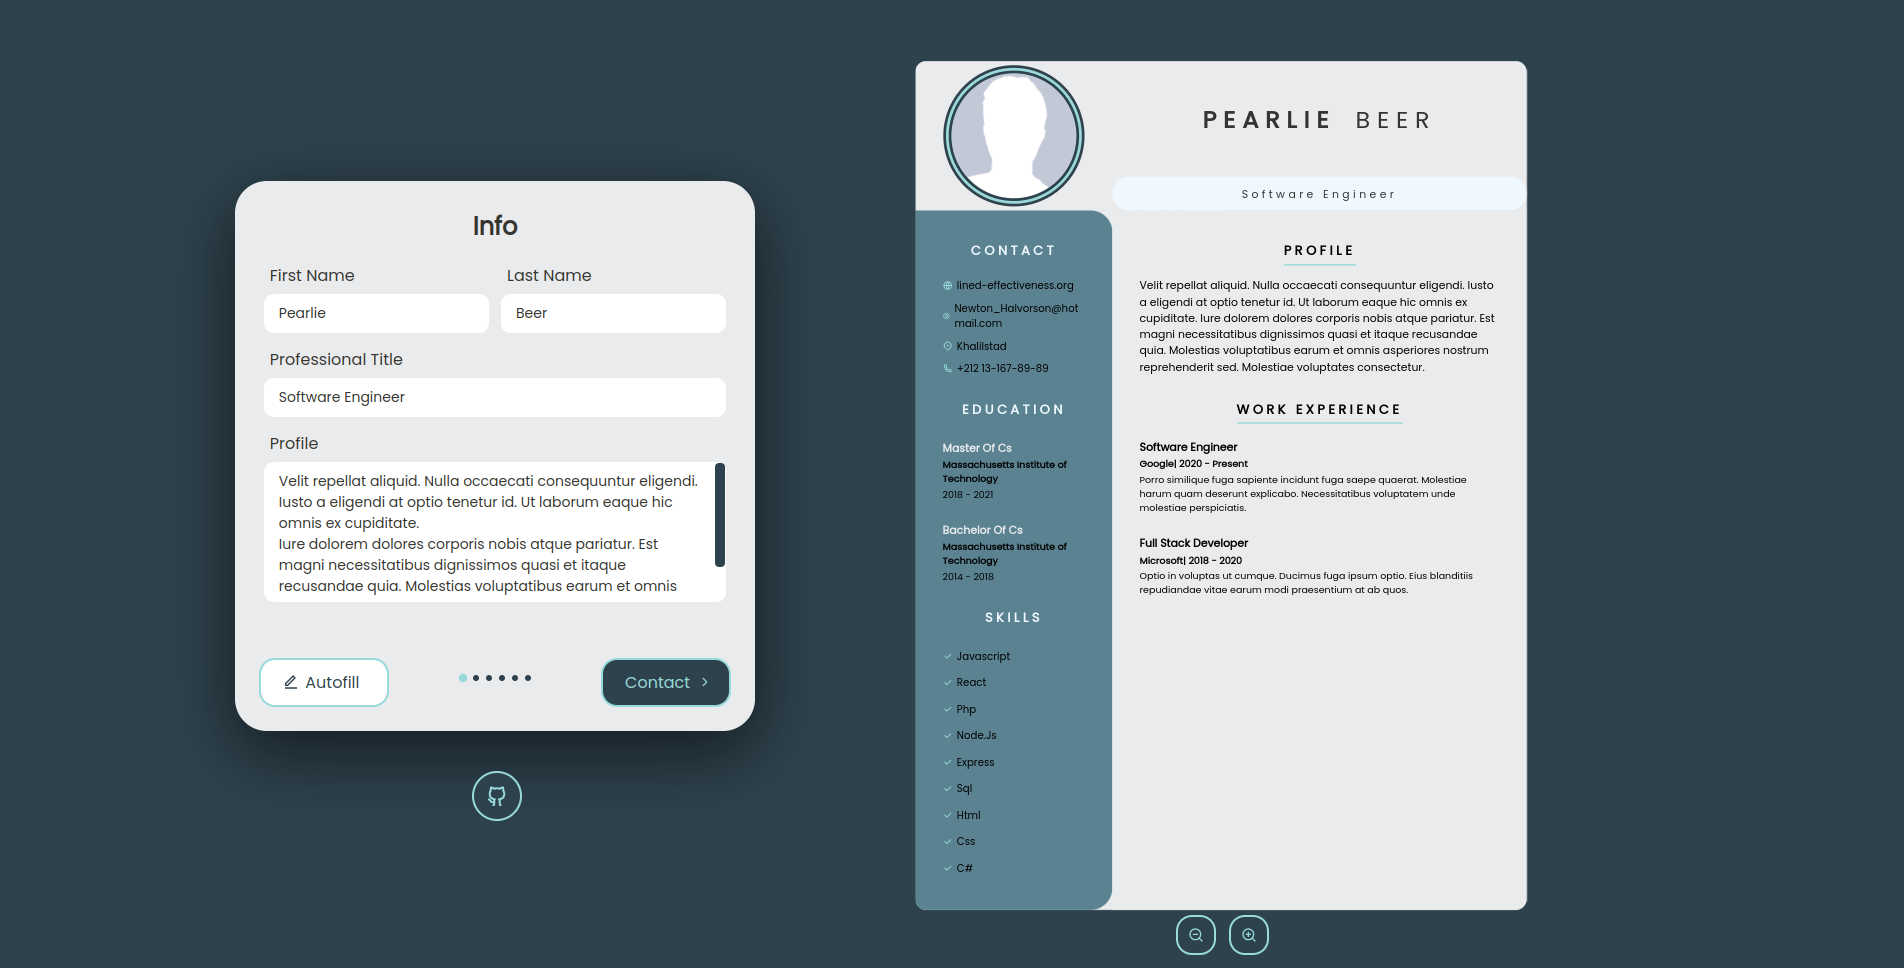 Info
First Name
Last Name
Pearlie
Beer
Professional Title
Software Engineer
Profile
Velit repellat aliquid. Nulla occaecati consequuntur eligendi.
Iusto a eligendi at optio tenetur id. Ut laborum eaque hic
omnis ex cupiditate.
Iure dolorem dolores corporis nobis atque pariatur. Est
magni necessitatibus dignissimos quasi et itaque
recusandae quia. Molestias voluptatibus earum et omnis
Autofill
Contact
PEARLIE BEER
Software Engineer
CONTACT
lined-effectiveness.org
Newton_Halvorson@hot
mail.com
Khalilstad
+212 13-167-89-89
EDUCATION
Master Of Cs
Massachusetts Institute of
Technology
2018 - 2021
Bachelor Of Cs
Massachusetts Institute of
Technology
2014 - 2018
SKILLS
Javascript
React
Php
Node.Js
Express
Sql
Html
Css
C#
PROFILE
Velit repellat aliquid. Nulla occaecati consequuntur eligendi. Iusto
a eligendi at optio tenetur id. Ut laborum eaque hic omnis ex
cupiditate. Iure dolorem dolores corporis nobis atque pariatur. Est
magni necessitatibus dignissimos quasi et itaque recusandae
quia. Molestias voluptatibus earum et omnis asperiores nostrum
reprehenderit sed. Molestiae voluptates consectetur.
WORK EXPERIENCE
Software Engineer
Google| 2020 - Present
Porro similique fuga sapiente incidunt fuga saepe quaerat. Molestiae
harum quam deserunt explicabo. Necessitatibus voluptatem unde
molestiae perspiciatis.
Full Stack Developer
Microsoft| 2018 - 2020
Optio in voluptas ut cumque. Ducimus fuga ipsum optio. Eius blanditiis
repudiandae vitae earum modi praesentium at ab quos.